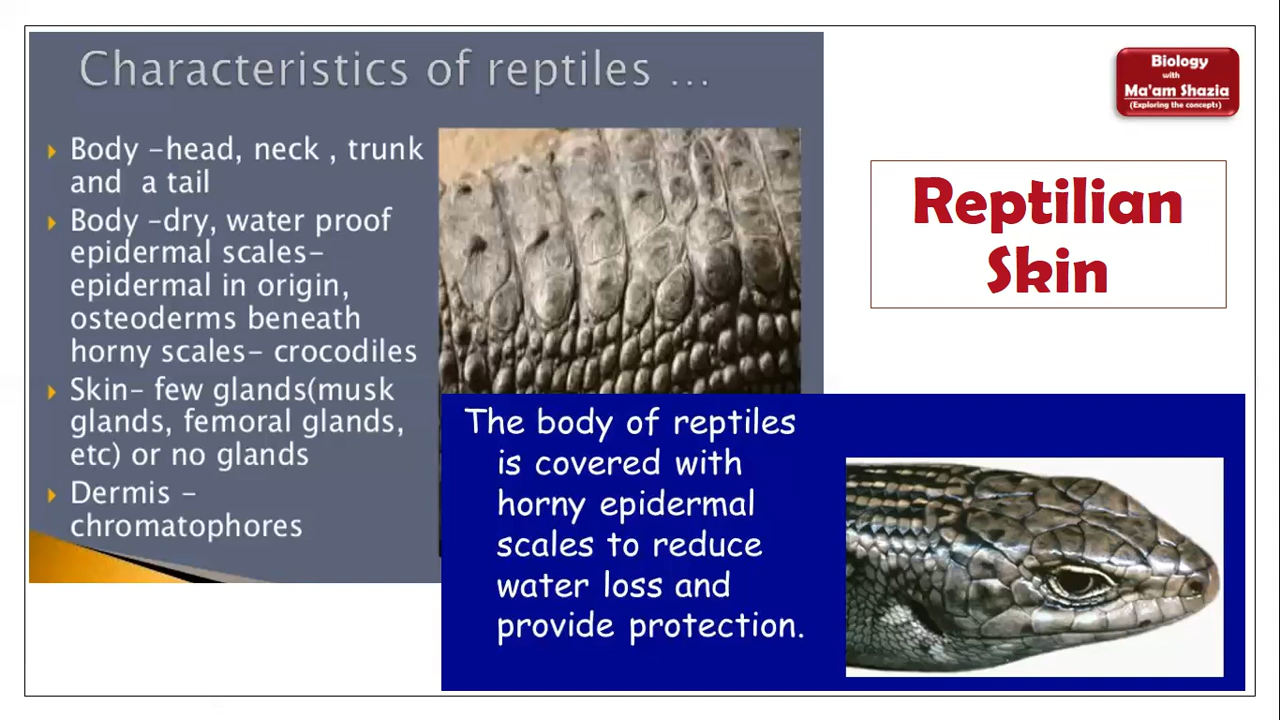 Characteristics of reptiles ...
Body -head, neck , trunk
and a tail
Body -dry, water proof
epidermal scales-
epidermal in origin,
osteoderms beneath
horny scales- crocodiles
Skin- few glands(musk
glands, femoral glands,
etc) or no glands
Dermis -
chromatophores
The body of reptiles
is covered with
horny epidermal
scales to reduce
water loss and
provide protection.
Biology
with
Ma'am Shazia
(Exploring the concepts)
Reptilian
Skin